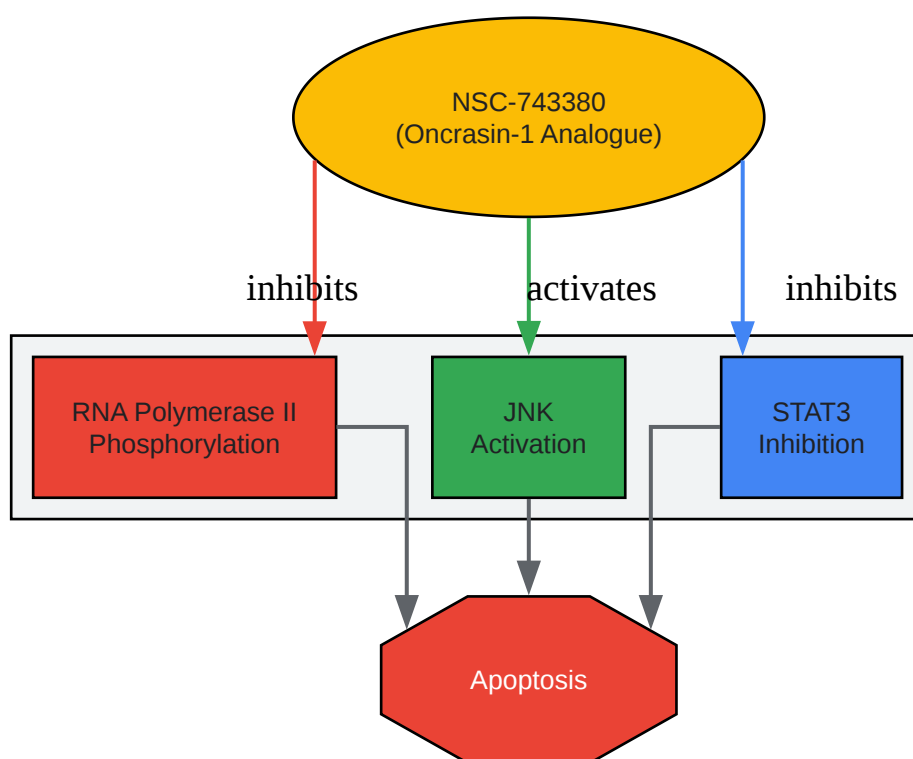 NSC-743380
(Oncrasin-1 Analogue)
inhibits
activates
inhibits
RNA Polymerase II
Phosphorylation
JNK
Activation
STAT3
Inhibition
Apoptosis